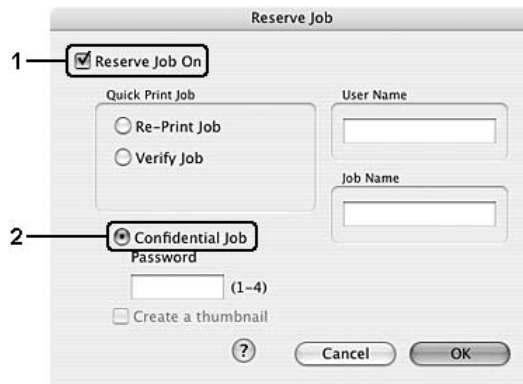 Reserve Job
1
Reserve Job On
Quick Print Job
Re-Print Job
Verify Job
User Name
Job Name
2
Confidential Job
Password
(1-4)
Create a thumbnail
?
Cancel
OK